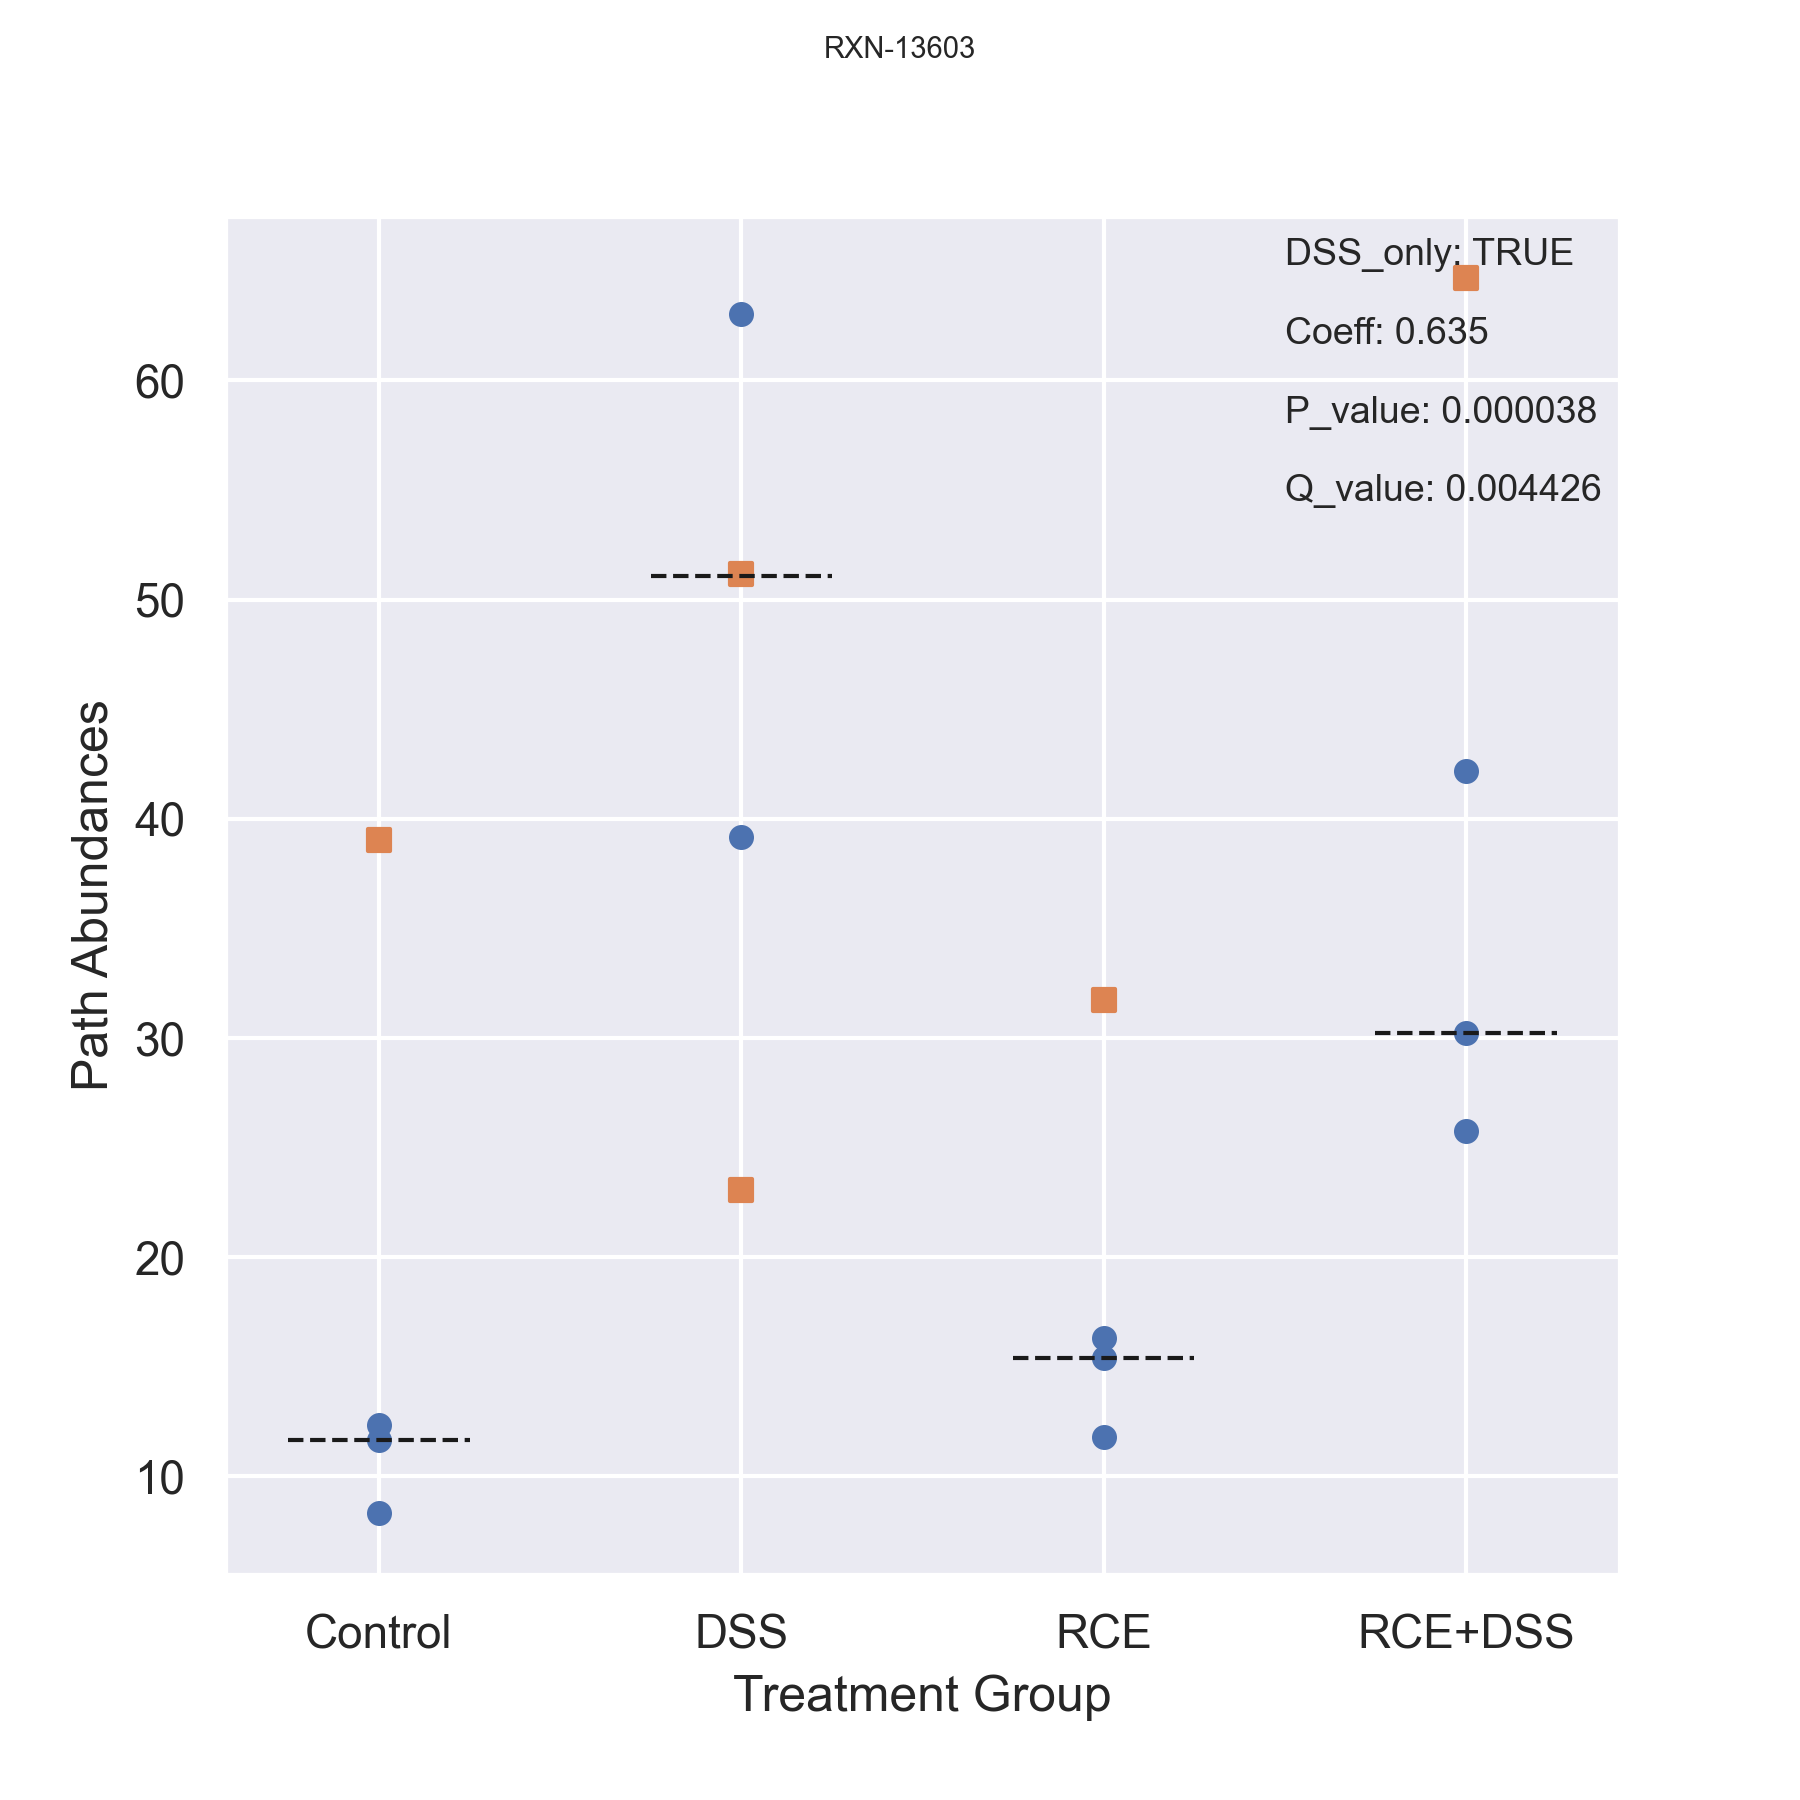 RXN-13603
DSS_only: TRUE
Coeff: 0.635
P_value: 0.000038
Q_value: 0.004426
60
50
40
30
20
10
Path Abundances
Control DSS RCE RCE+DSS
Treatment Group